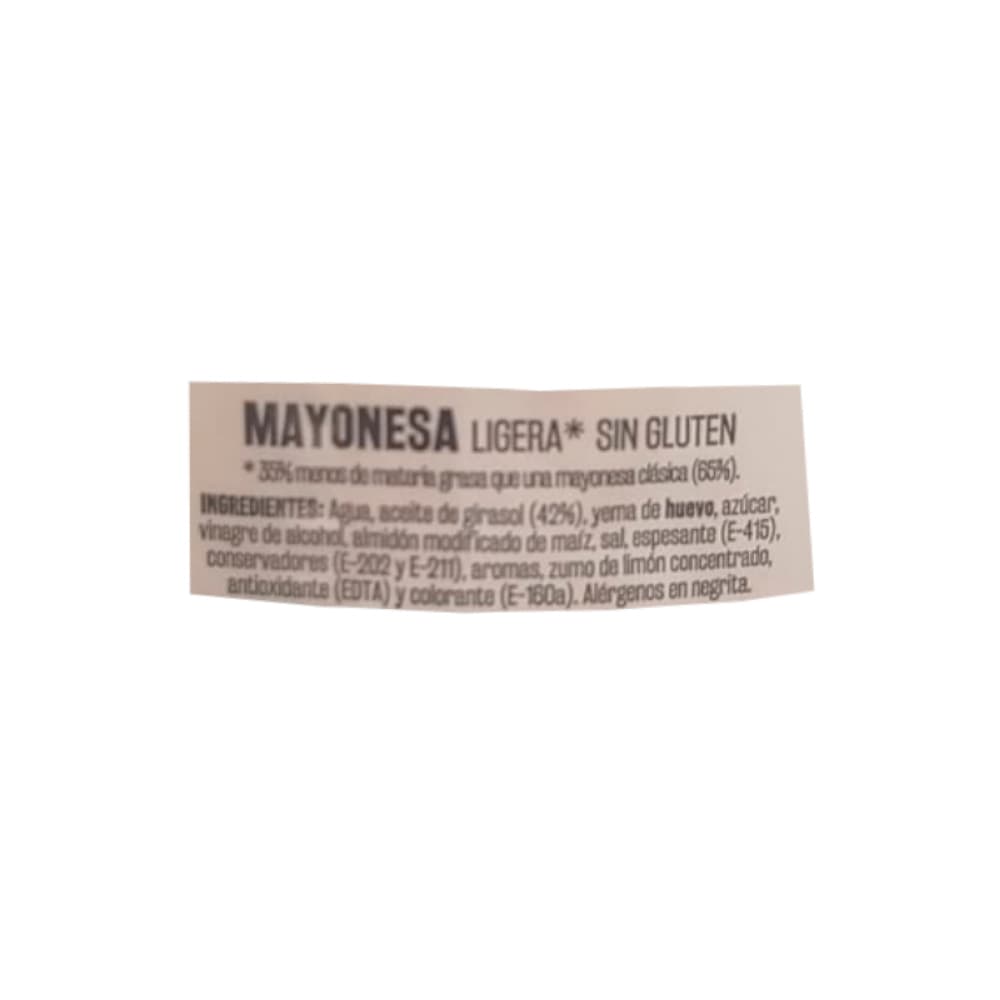 MAYONESA LIGERA* SIN GLUTEN
* 35% menos de materia grasa que una mayonesa clásica (65%).
INGREDIENTES: Agua, aceite de girasol (42%), yema de huevo, azúcar,
vinagre de alcohol, almidón modificado de maíz, sal, espesante (E-415),
conservadores (E-202 y E-211), aromas, zumo de limón concentrado,
antioxidante (EDTA) y colorante (E-160a). Alérgenos en negrita.